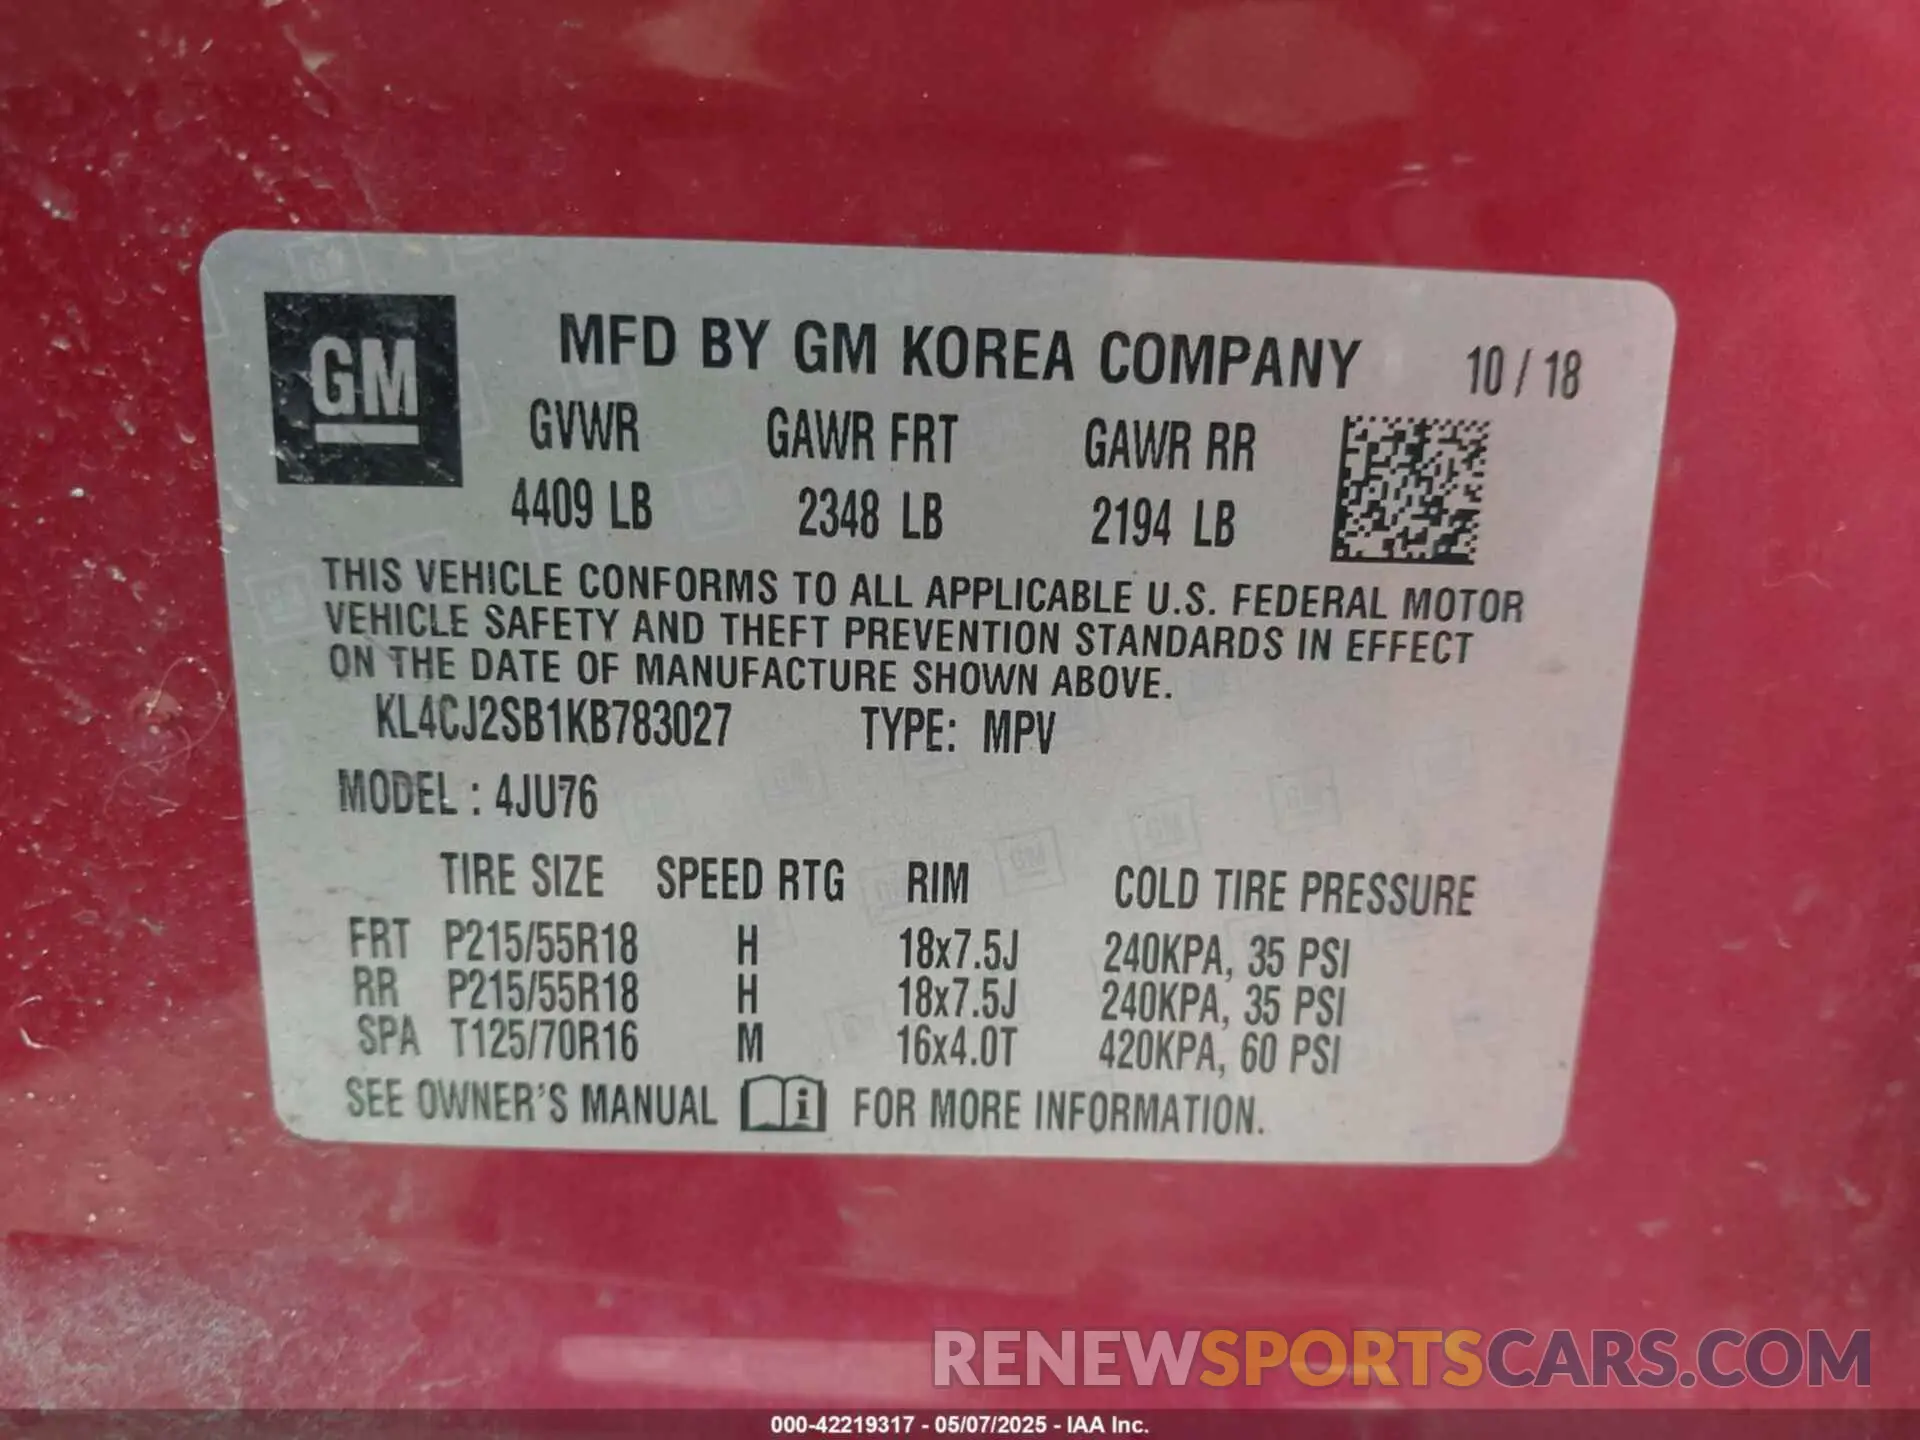 GM
MFD BY GM KOREA COMPANY 10 / 18
GVWR GAWR FRT GAWR RR
4409 LB 2348 LB 2194 LB
THIS VEHICLE CONFORMS TO ALL APPLICABLE U.S. FEDERAL MOTOR
VEHICLE SAFETY AND THEFT PREVENTION STANDARDS IN EFFECT
ON THE DATE OF MANUFACTURE SHOWN ABOVE.
KL4CJ2SB1KB783027 TYPE: MPV
MODEL : 4JU76
TIRE SIZE SPEED RTG RIM COLD TIRE PRESSURE
FRT P215/55R18 H 18x7.5J 240KPA, 35 PSI
RR P215/55R18 H 18x7.5J 240KPA, 35 PSI
SPA T125/70R16 M 16x4.0T 420KPA, 60 PSI
SEE OWNER'S MANUAL i FOR MORE INFORMATION.
RENEWSPORTSCARS.COM
000-42219317 - 05/07/2025 - IAA Inc.